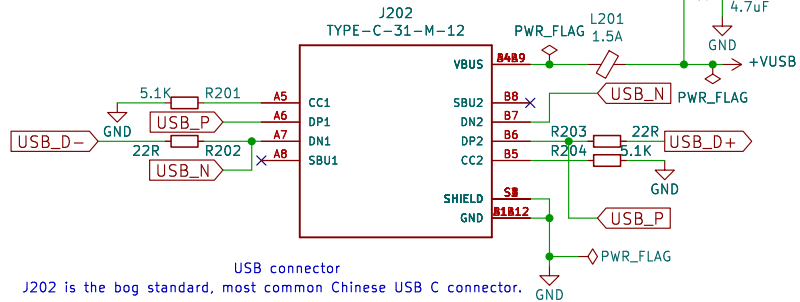 4.7uF
GND
J202
TYPE-C-31-M-12
PWR_FLAG
L201
1.5A
VBUS
+VUSB
PWR_FLAG
5.1K R201 A5 CC1
GND
USB_P A6 DP1
USB_D- 22R R202 A7 DN1
USB_N A8 SBU1
SBU2 B8
DN2 B7 USB_N
DP2 B6 R203 22R USB_D+
CC2 B5 R204 5.1K
GND
SHIELD
GND
USB_P
PWR_FLAG
GND
USB connector
J202 is the bog standard, most common Chinese USB C connector.